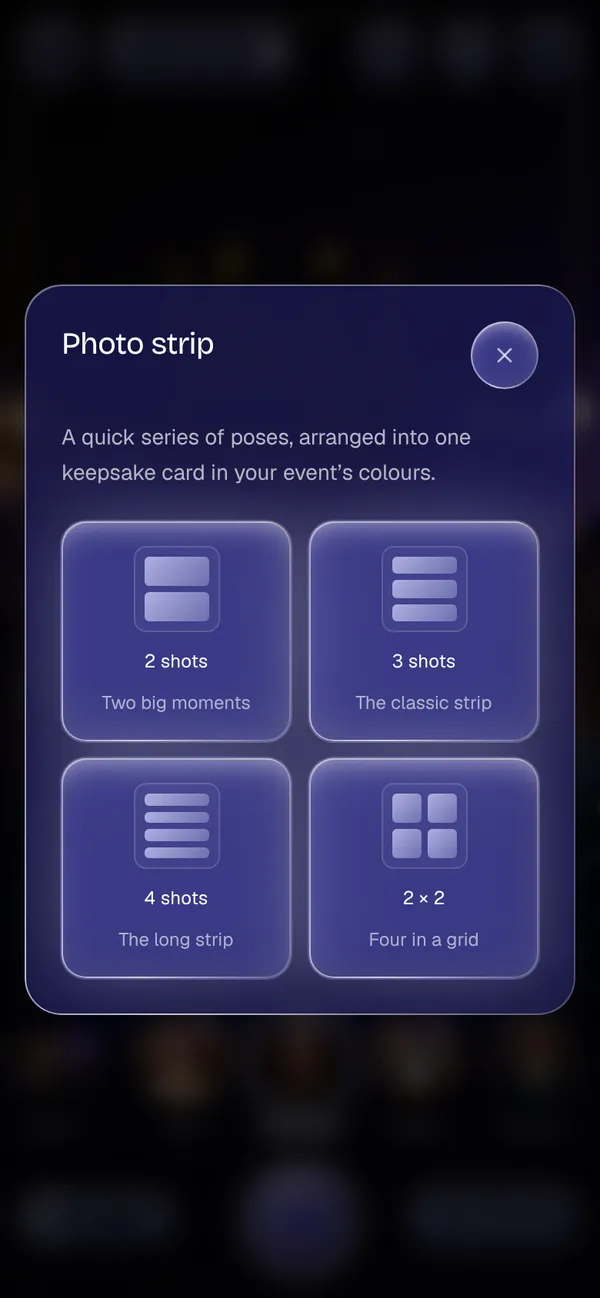 Photo strip
A quick series of poses, arranged into one
keepsake card in your event’s colours.
2 shots
Two big moments
3 shots
The classic strip
4 shots
The long strip
2 × 2
Four in a grid